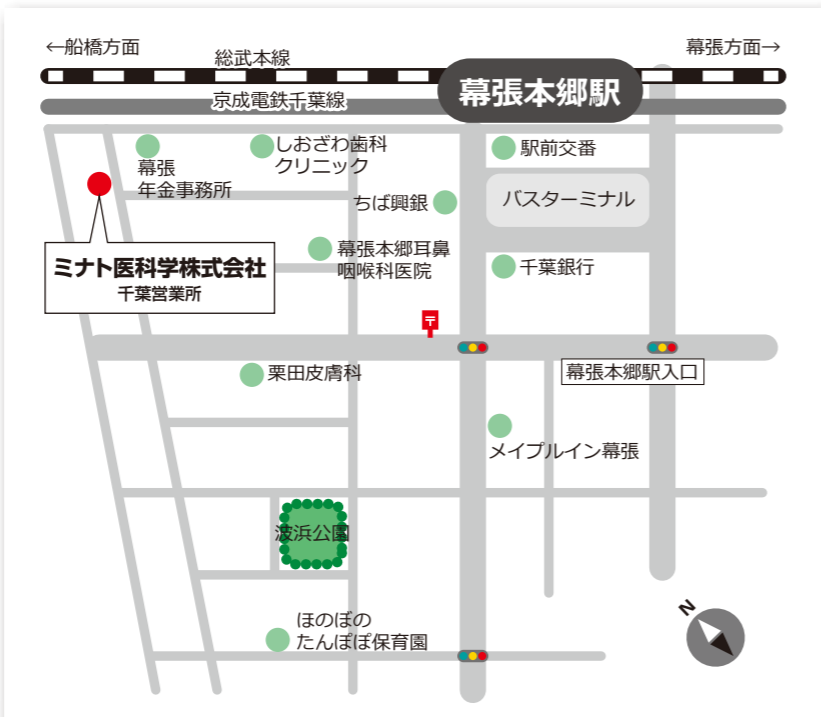 ←船橋方面
幕張方面→
総武本線
幕張本郷駅
京成電鉄千葉線
しおざわ歯科
クリニック
駅前交番
幕張
年金事務所
ちば興銀
バスターミナル
幕張本郷耳鼻
咽喉科医院
ミナト医科学株式会社
千葉営業所
千葉銀行
〒
栗田皮膚科
幕張本郷駅入口
メイプルイン幕張
波浜公園
ほのぼの
たんぽぽ保育園
N